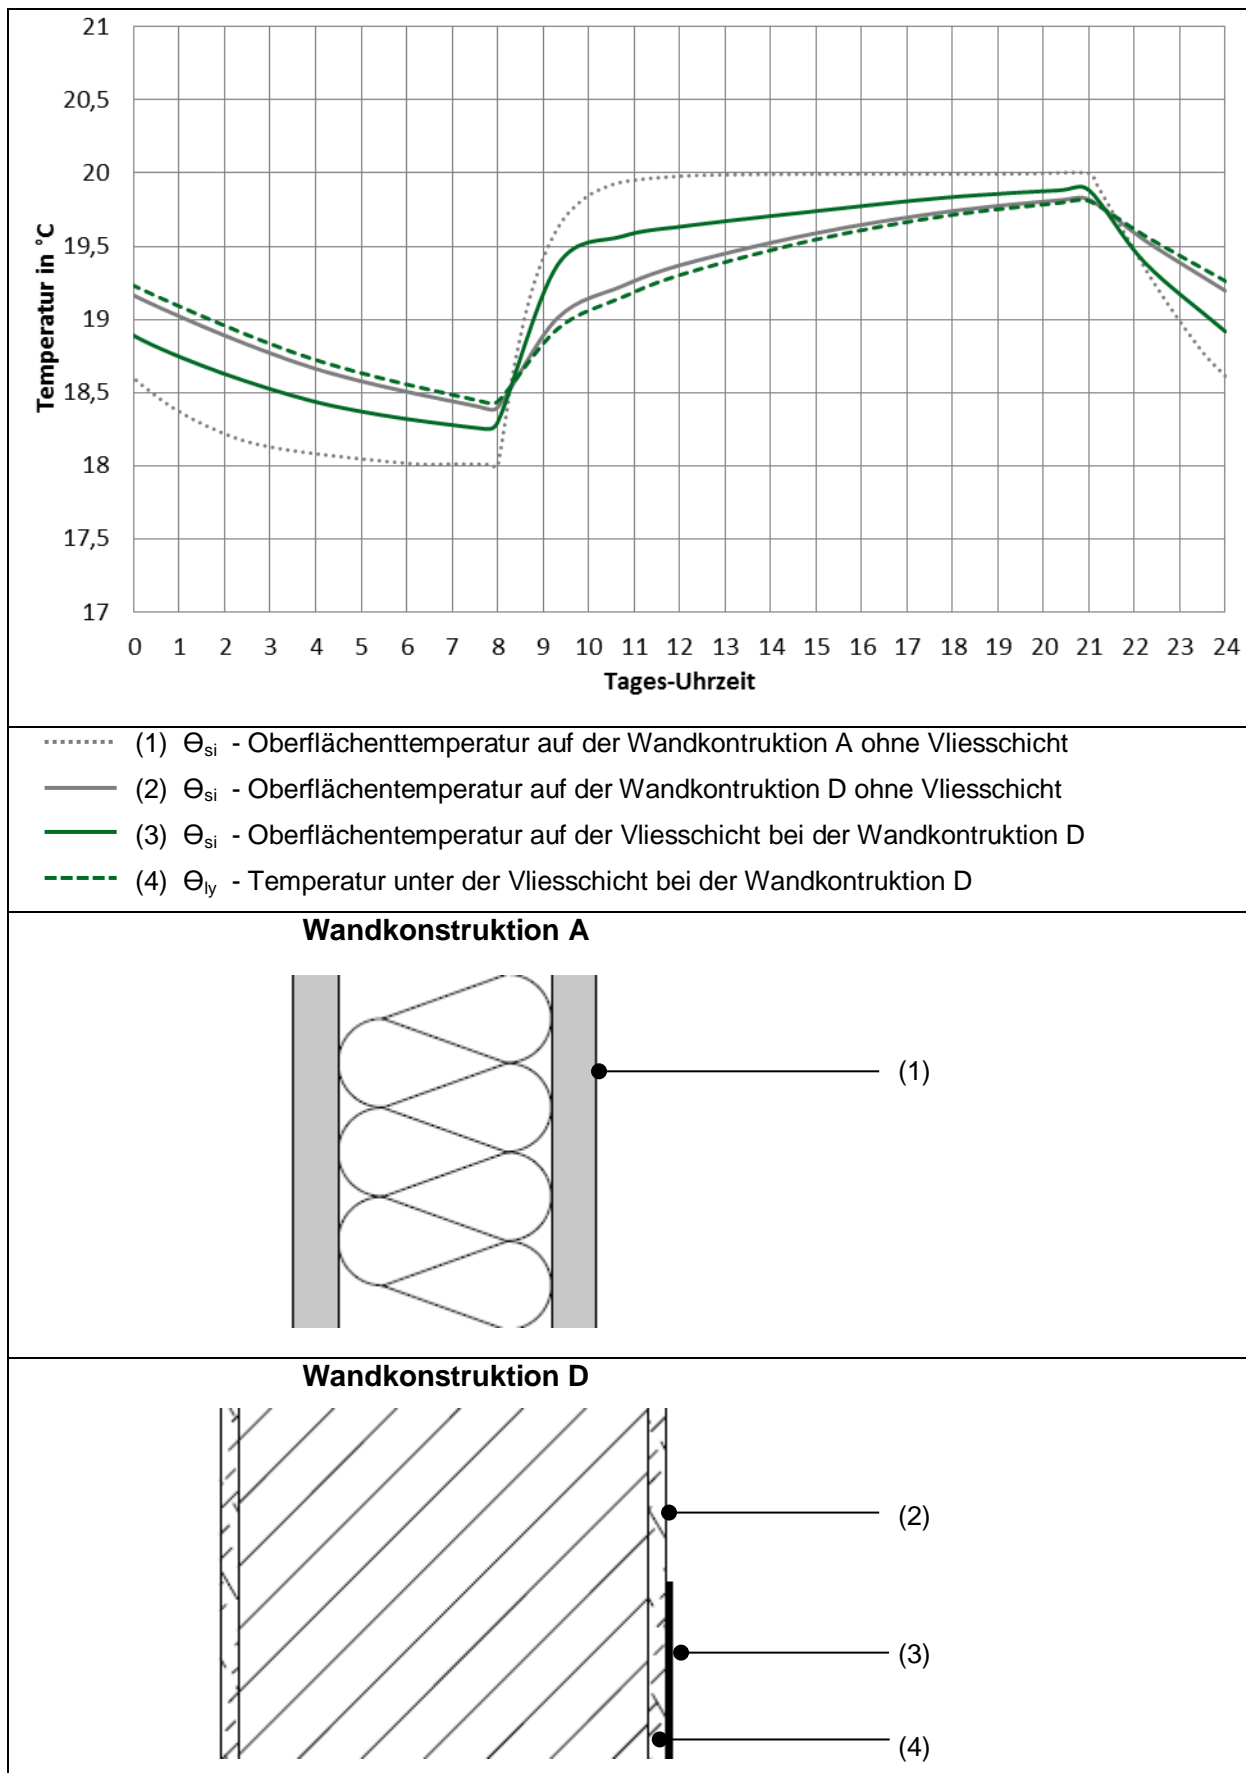 21
20,5
20
19,5
19
18,5
18
17,5
17
Temperatur in °C
0 1 2 3 4 5 6 7 8 9 10 11 12 13 14 15 16 17 18 19 20 21 22 23 24
Tages-Uhrzeit
(1) ϴsi - Oberflächenttemperatur auf der Wandkontruktion A ohne Vliesschicht
(2) ϴsi - Oberflächentemperatur auf der Wandkontruktion D ohne Vliesschicht
(3) ϴsi - Oberflächentemperatur auf der Vliesschicht bei der Wandkontruktion D
(4) ϴly - Temperatur unter der Vliesschicht bei der Wandkontruktion D
Wandkonstruktion A
(1)
Wandkonstruktion D
(2)
(3)
(4)